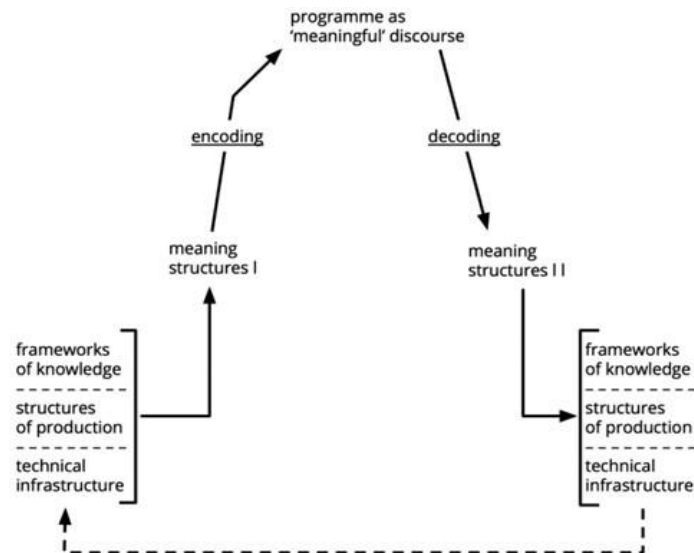 programme as
‘meaningful’ discourse
encoding
decoding
meaning
structures I
meaning
structures I I
frameworks
of knowledge
structures
of production
technical
infrastructure
frameworks
of knowledge
structures
of production
technical
infrastructure